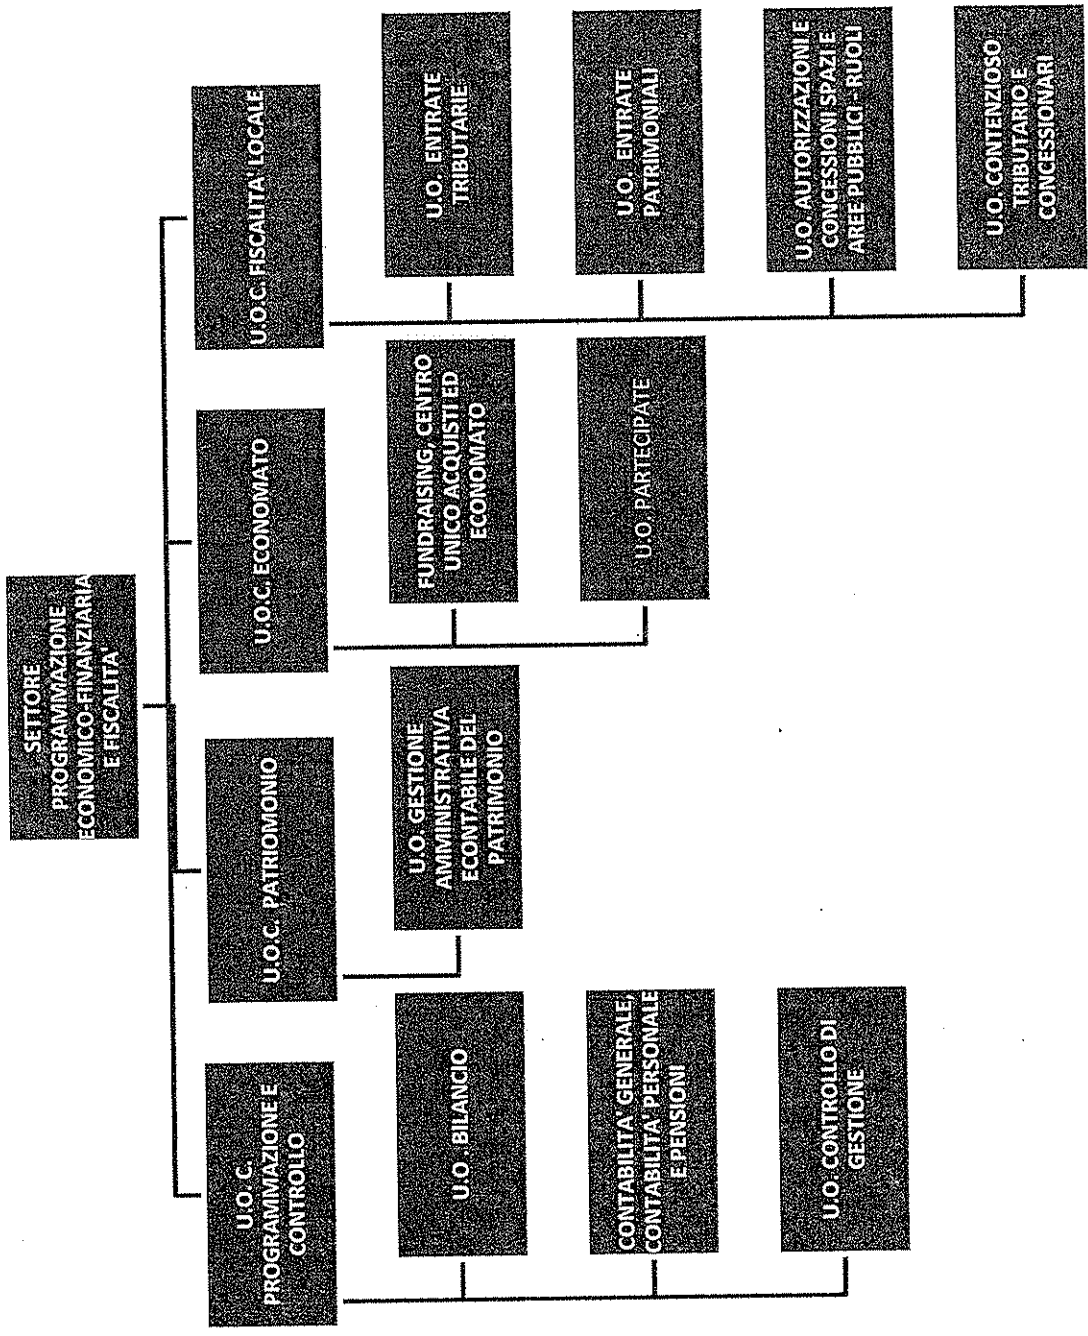 SETTORE
PROGRAMMAZIONE
ECONOMICO-FINANZIARIA
E FISCALITA'
U.O. C.
PROGRAMMAZIONE E
CONTROLLO
U.O . BILANCIO
CONTABILITA' GENERALE,
CONTABILITA' PERSONALE
E PENSIONI
U.O. CONTROLLO DI
GESTIONE
U.O.C. PATRIOMONIO
U.O. GESTIONE
AMMINISTRATIVA
ECONTABILE DEL
PATRIMONIO
U.O.C. ECONOMATO
FUNDRAISING, CENTRO
UNICO ACQUISTI ED
ECONOMATO
U.O. PARTECIPATE
U.O.C. FISCALITA' LOCALE
U.O. ENTRATE
TRIBUTARIE
U.O. ENTRATE
PATRIMONIALI
U.O. AUTORIZZAZIONI E
CONCESSIONI SPAZI E
AREE PUBBLICI - RUOLI
U.O. CONTENZIOSO
TRIBUTARIO E
CONCESSIONARI